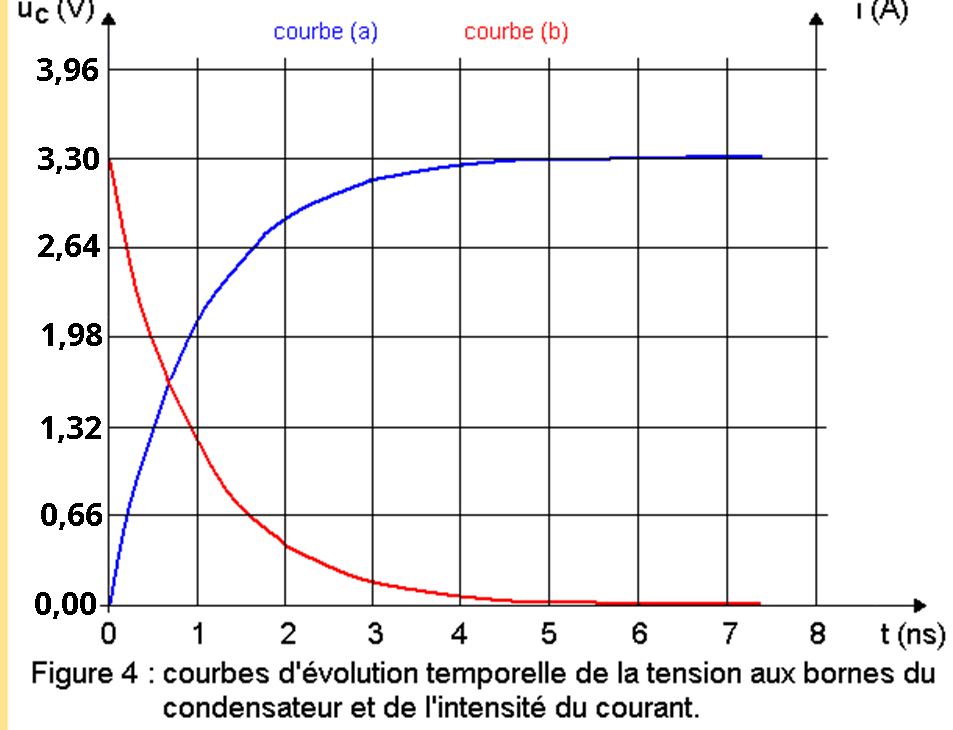 uC (V) i (A)
courbe (a) courbe (b)
3,96
3,30
2,64
1,98
1,32
0,66
0,00
0 1 2 3 4 5 6 7 8 t (ns)
Figure 4 : courbes d'évolution temporelle de la tension aux bornes du
condensateur et de l'intensité du courant.